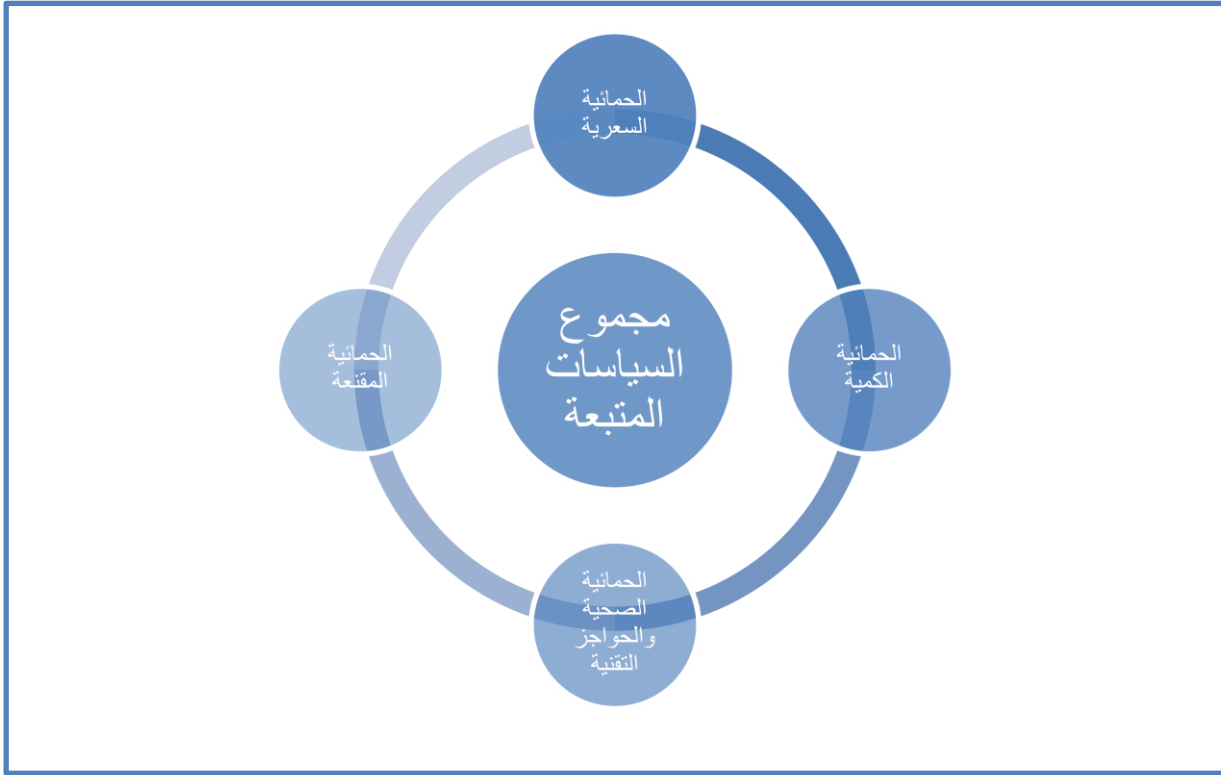 الحمائية
السعرية
الحمائية
الكمية
مجموع
السياسات
المتبعة
الحمائية
المقنعة
الحمائية
الصحية
والحواجز
التقنية